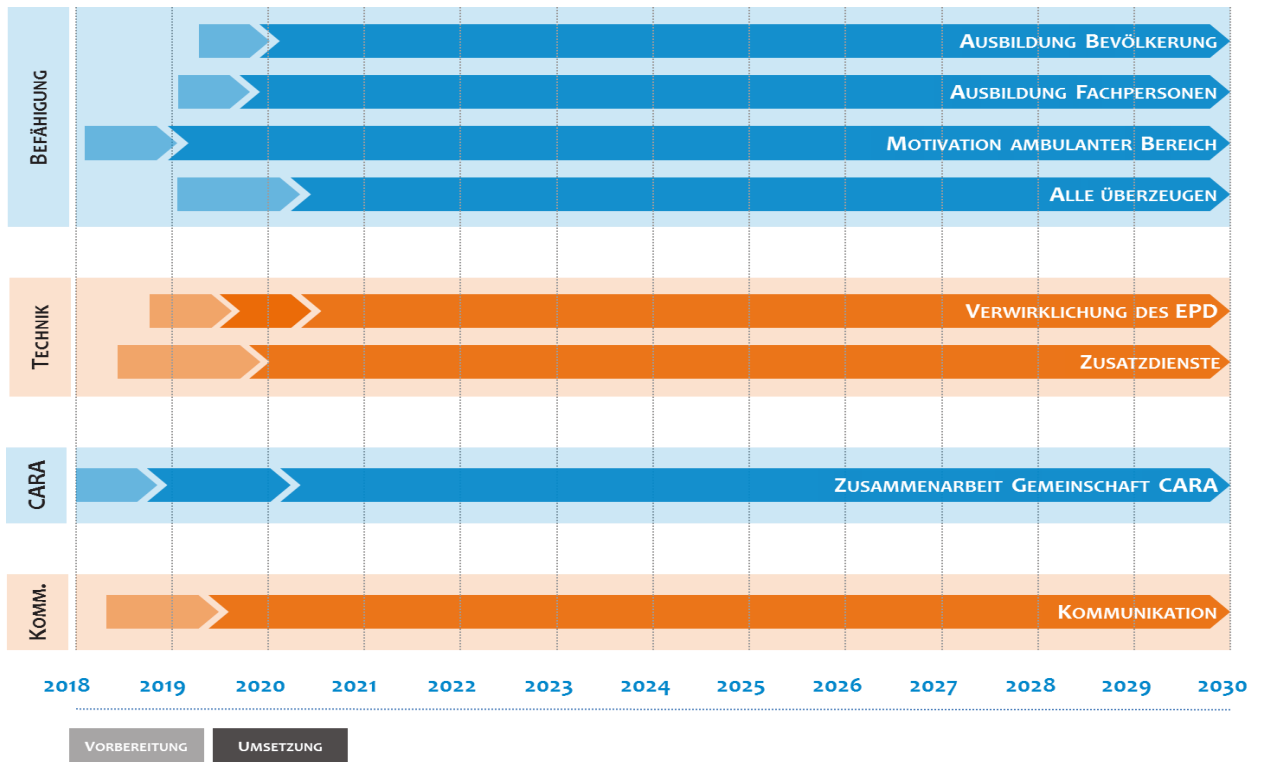 BEFÄHIGUNG
AUSBILDUNG BEVÖLKERUNG
AUSBILDUNG FACHPERSONEN
MOTIVATION AMBULANTER BEREICH
ALLE ÜBERZEUGEN
TECHNIK
VERWIRKLICHUNG DES EPD
ZUSATZDIENSTE
CARA
ZUSAMMENARBEIT GEMEINSCHAFT CARA
KOMM.
KOMMUNIKATION
2018 2019 2020 2021 2022 2023 2024 2025 2026 2027 2028 2029 2030
VORBEREITUNG UMSETZUNG